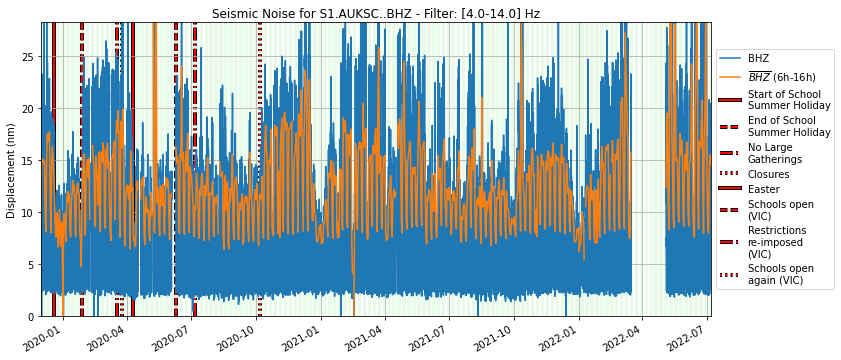 Seismic Noise for S1.AUKSC..BHZ - Filter: [4.0-14.0] Hz
Displacement (nm)
25
20
15
10
5
0
2020-01
2020-04
2020-07
2020-10
2021-01
2021-04
2021-07
2021-10
2022-01
2022-04
2022-07
BHZ
BHZ (6h-16h)
Start of School
Summer Holiday
End of School
Summer Holiday
No Large
Gatherings
Closures
Easter
Schools open
(VIC)
Restrictions
re-imposed
(VIC)
Schools open
again (VIC)